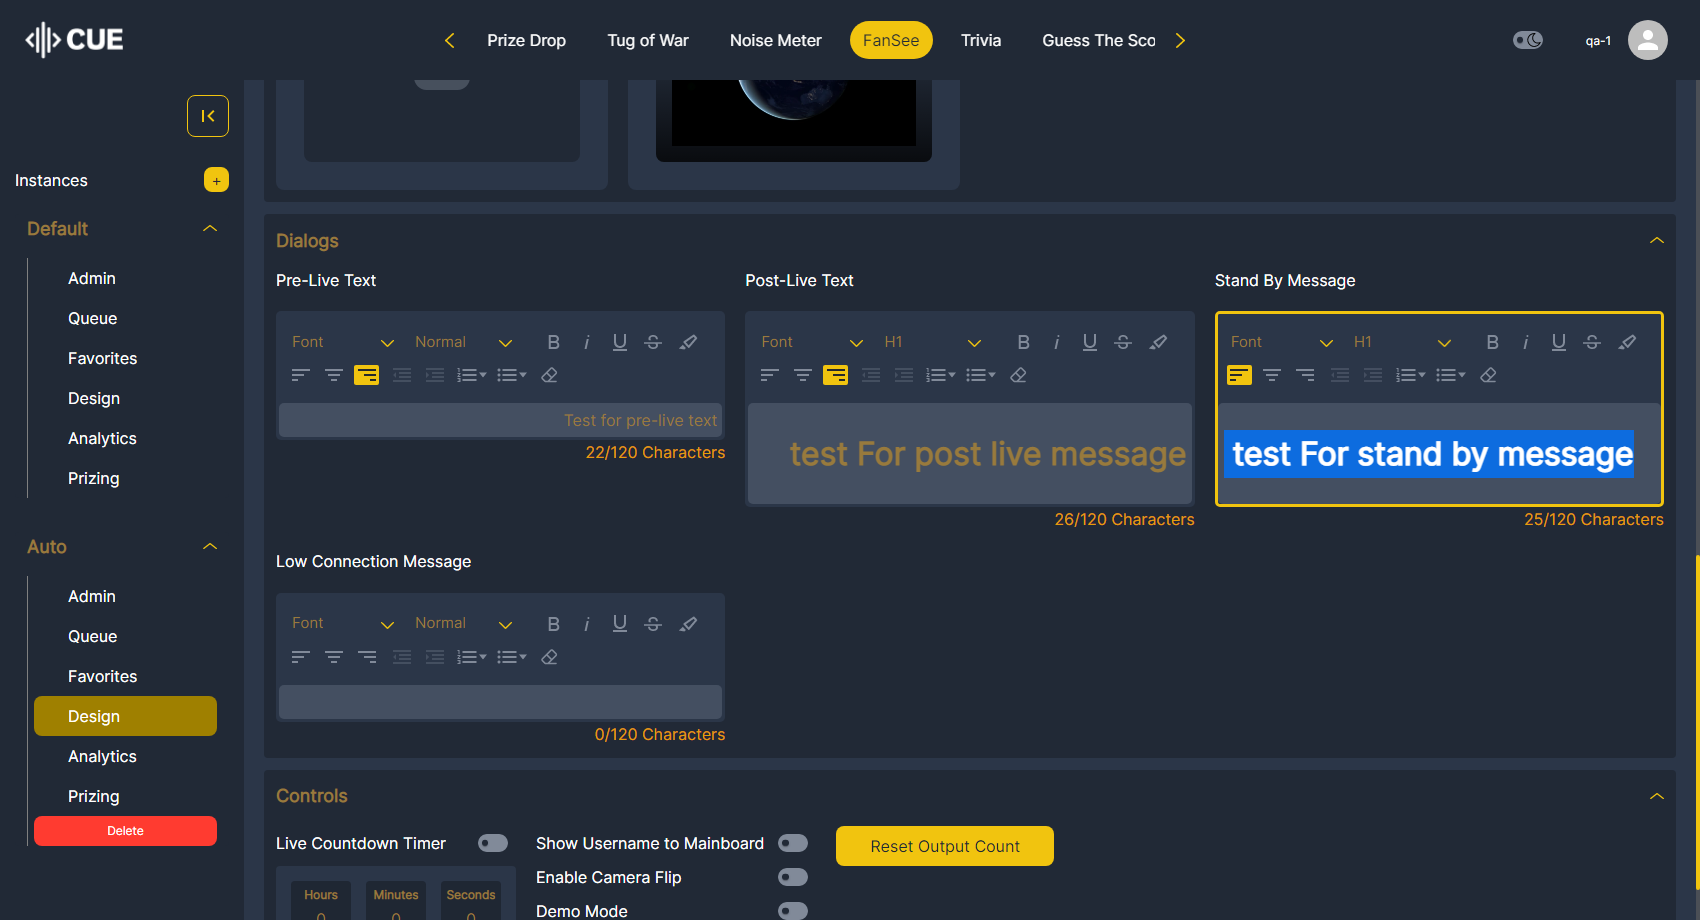 CUE
Prize Drop
Tug of War
Noise Meter
FanSee
Trivia
Guess The Sco
qa-1
Instances
+
Default
Admin
Queue
Favorites
Design
Analytics
Prizing
Auto
Admin
Queue
Favorites
Design
Analytics
Prizing
Delete
Dialogs
Pre-Live Text
Font
Normal
B
i
U
S
Test for pre-live text
22/120 Characters
Post-Live Text
Font
H1
B
i
U
S
test For post live message
26/120 Characters
Stand By Message
Font
H1
B
i
U
S
test For stand by message
25/120 Characters
Low Connection Message
Font
Normal
B
i
U
S
0/120 Characters
Controls
Live Countdown Timer
Hours
Minutes
Seconds
0
0
0
Show Username to Mainboard
Enable Camera Flip
Demo Mode
Reset Output Count